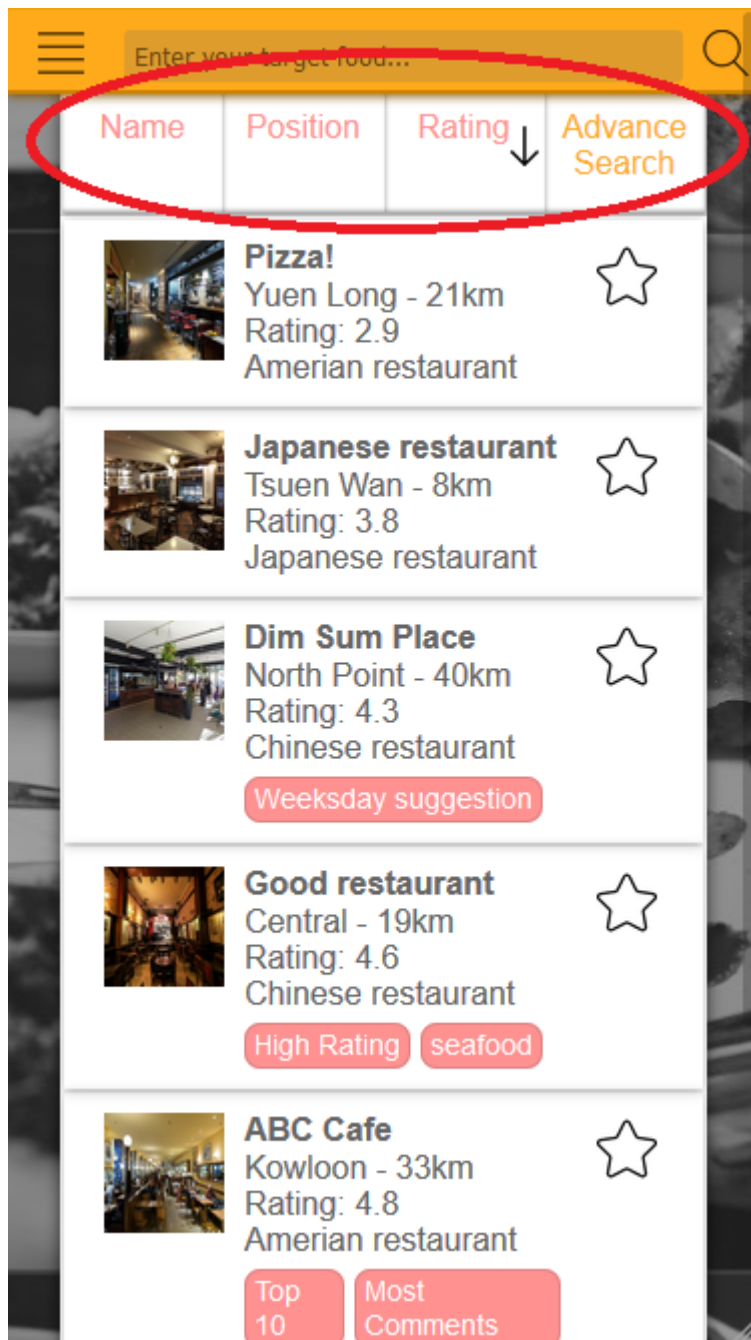 Enter your target food...
Name Position Rating Advance
Search
Pizza!
Yuen Long - 21km
Rating: 2.9
Amerian restaurant
Japanese restaurant
Tsuen Wan - 8km
Rating: 3.8
Japanese restaurant
Dim Sum Place
North Point - 40km
Rating: 4.3
Chinese restaurant
Weeksday suggestion
Good restaurant
Central - 19km
Rating: 4.6
Chinese restaurant
High Rating seafood
ABC Cafe
Kowloon - 33km
Rating: 4.8
Amerian restaurant
Top Most
10 Comments